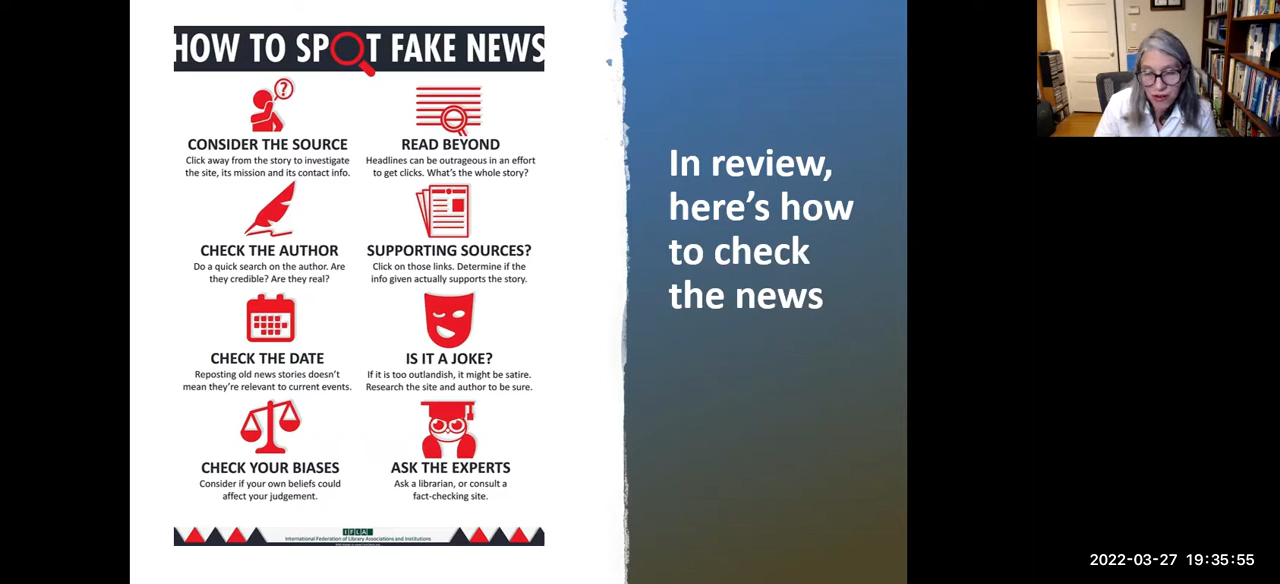 HOW TO SPOT FAKE NEWS
?
CONSIDER THE SOURCE
Click away from the story to investigate
the site, its mission and its contact info.
READ BEYOND
Headlines can be outrageous in an effort
to get clicks. What's the whole story?
CHECK THE AUTHOR
Do a quick search on the author. Are
they credible? Are they real?
SUPPORTING SOURCES?
Click on those links. Determine if the
info given actually supports the story.
CHECK THE DATE
Reposting old news stories doesn't
mean they're relevant to current events.
IS IT A JOKE?
If it is too outlandish, it might be satire.
Research the site and author to be sure.
CHECK YOUR BIASES
Consider if your own beliefs could
affect your judgement.
ASK THE EXPERTS
Ask a librarian, or consult a
fact-checking site.
IFLA
International Federation of Library Associations and Institutions
In review,
here's how
to check
the news
2022-03-27 19:35:55